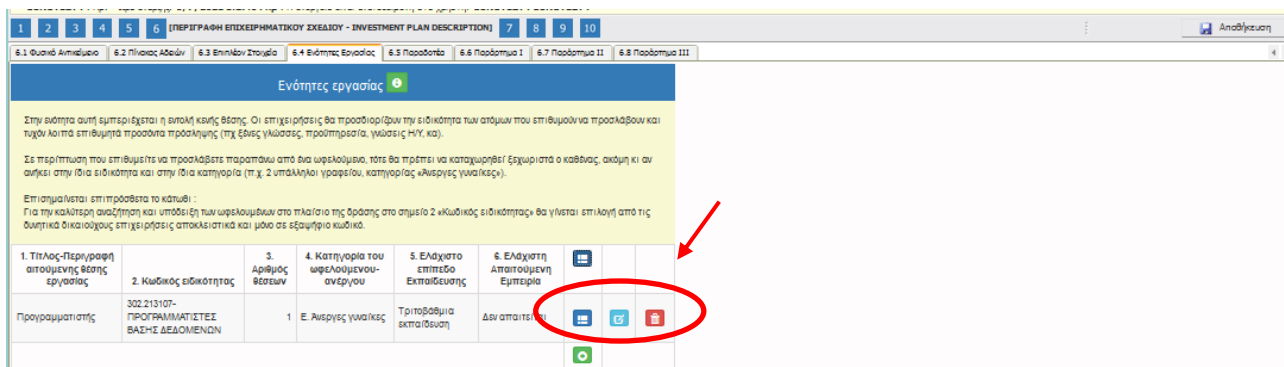 1 2 3 4 5 6 [ΠΕΡΙΓΡΑΦΗ ΕΠΙΧΕΙΡΗΜΑΤΙΚΟΥ ΣΧΕΔΙΟΥ - INVESTMENT PLAN DESCRIPTION] 7 8 9 10 Αποθήκευση
6.1 Φυσικό Αντικείμενο 6.2 Πίνακας Αδειών 6.3 Επιπλέον Στοιχεία 6.4 Ενότητες Εργασίας 6.5 Παραδοτέα 6.6 Παράρτημα I 6.7 Παράρτημα II 6.8 Παράρτημα III
Ενότητες εργασίας
Στην ενότητα αυτή εμπεριέχεται η εντολή κενής θέσης. Οι επιχειρήσεις θα προσδιορίζουν την ειδικότητα των ατόμων που επιθυμούν να προσλάβουν και
τυχόν λοιπά επιθυμητά προσόντα πρόσληψης (πχ ξένες γλώσσες, προϋπηρεσία, γνώσεις Η/Υ, κα).
Σε περίπτωση που επιθυμείτε να προσλάβετε παραπάνω από ένα ωφελούμενο, τότε θα πρέπει να καταχωρηθεί ξεχωριστά ο καθένας, ακόμη κι αν
ανήκει στην ίδια ειδικότητα και στην ίδια κατηγορία (π.χ. 2 υπάλληλοι γραφείου, κατηγορίας «Άνεργες γυναίκες»).
Επισημαίνεται επιπρόσθετα το κάτωθι :
Για την καλύτερη αναζήτηση και υπόδειξη των ωφελουμένων στο πλαίσιο της δράσης στο σημείο 2 «Κωδικός ειδικότητας» θα γίνεται επιλογή από τις
δυνητικά δικαιούχους επιχειρήσεις αποκλειστικά και μόνο σε εξαψήφιο κωδικό.
1. Τίτλος-Περιγραφή αιτούμενης θέσης εργασίας
2. Κωδικός ειδικότητας
3. Αριθμός θέσεων
4. Κατηγορία του ωφελούμενου-ανέργου
5. Ελάχιστο επίπεδο Εκπαίδευσης
6. Ελάχιστη Απαιτούμενη Εμπειρία
Προγραμματιστής
302.213107-
ΠΡΟΓΡΑΜΜΑΤΙΣΤΕΣ
ΒΑΣΗΣ ΔΕΔΟΜΕΝΩΝ
1
Ε. Άνεργες γυναίκες
Τριτοβάθμια
εκπαίδευση
Δεν απαιτείται